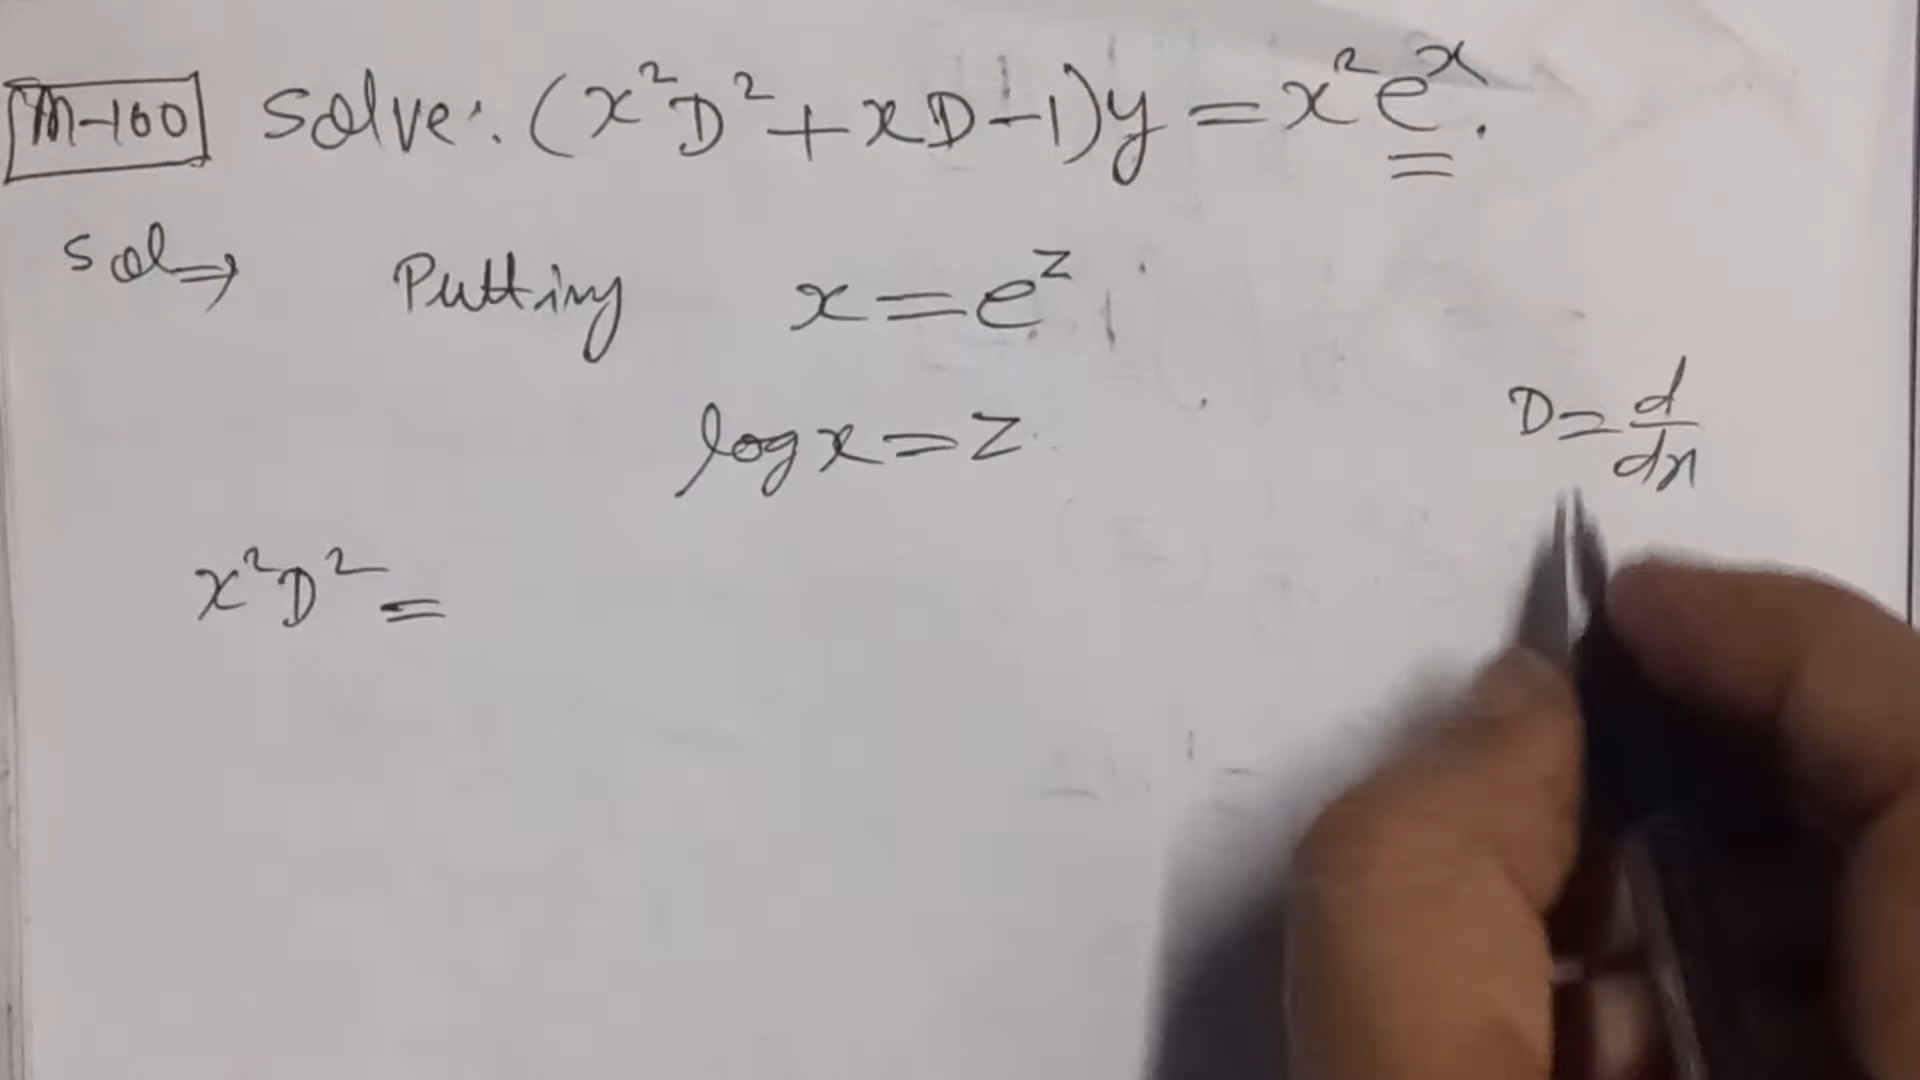 M-160 Solve: (x²D²+xD-1)y = x²eˣ.
Sol⇒ Putting x = eᶻ
log x = z
D = d/dx
x²D² =